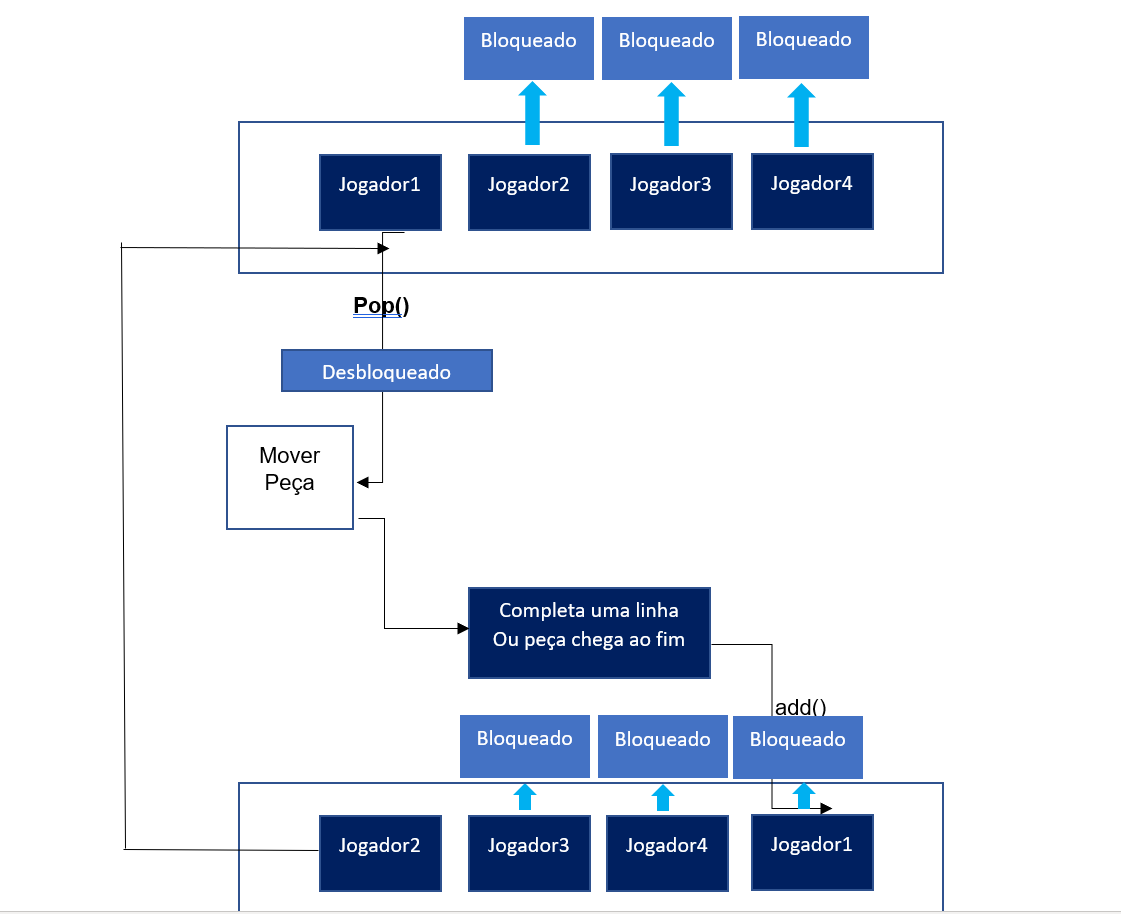 Bloqueado
Bloqueado
Bloqueado
Jogador1
Jogador2
Jogador3
Jogador4
Pop()
Desbloqueado
Mover
Peça
Completa uma linha
Ou peça chega ao fim
add()
Bloqueado
Bloqueado
Bloqueado
Jogador2
Jogador3
Jogador4
Jogador1